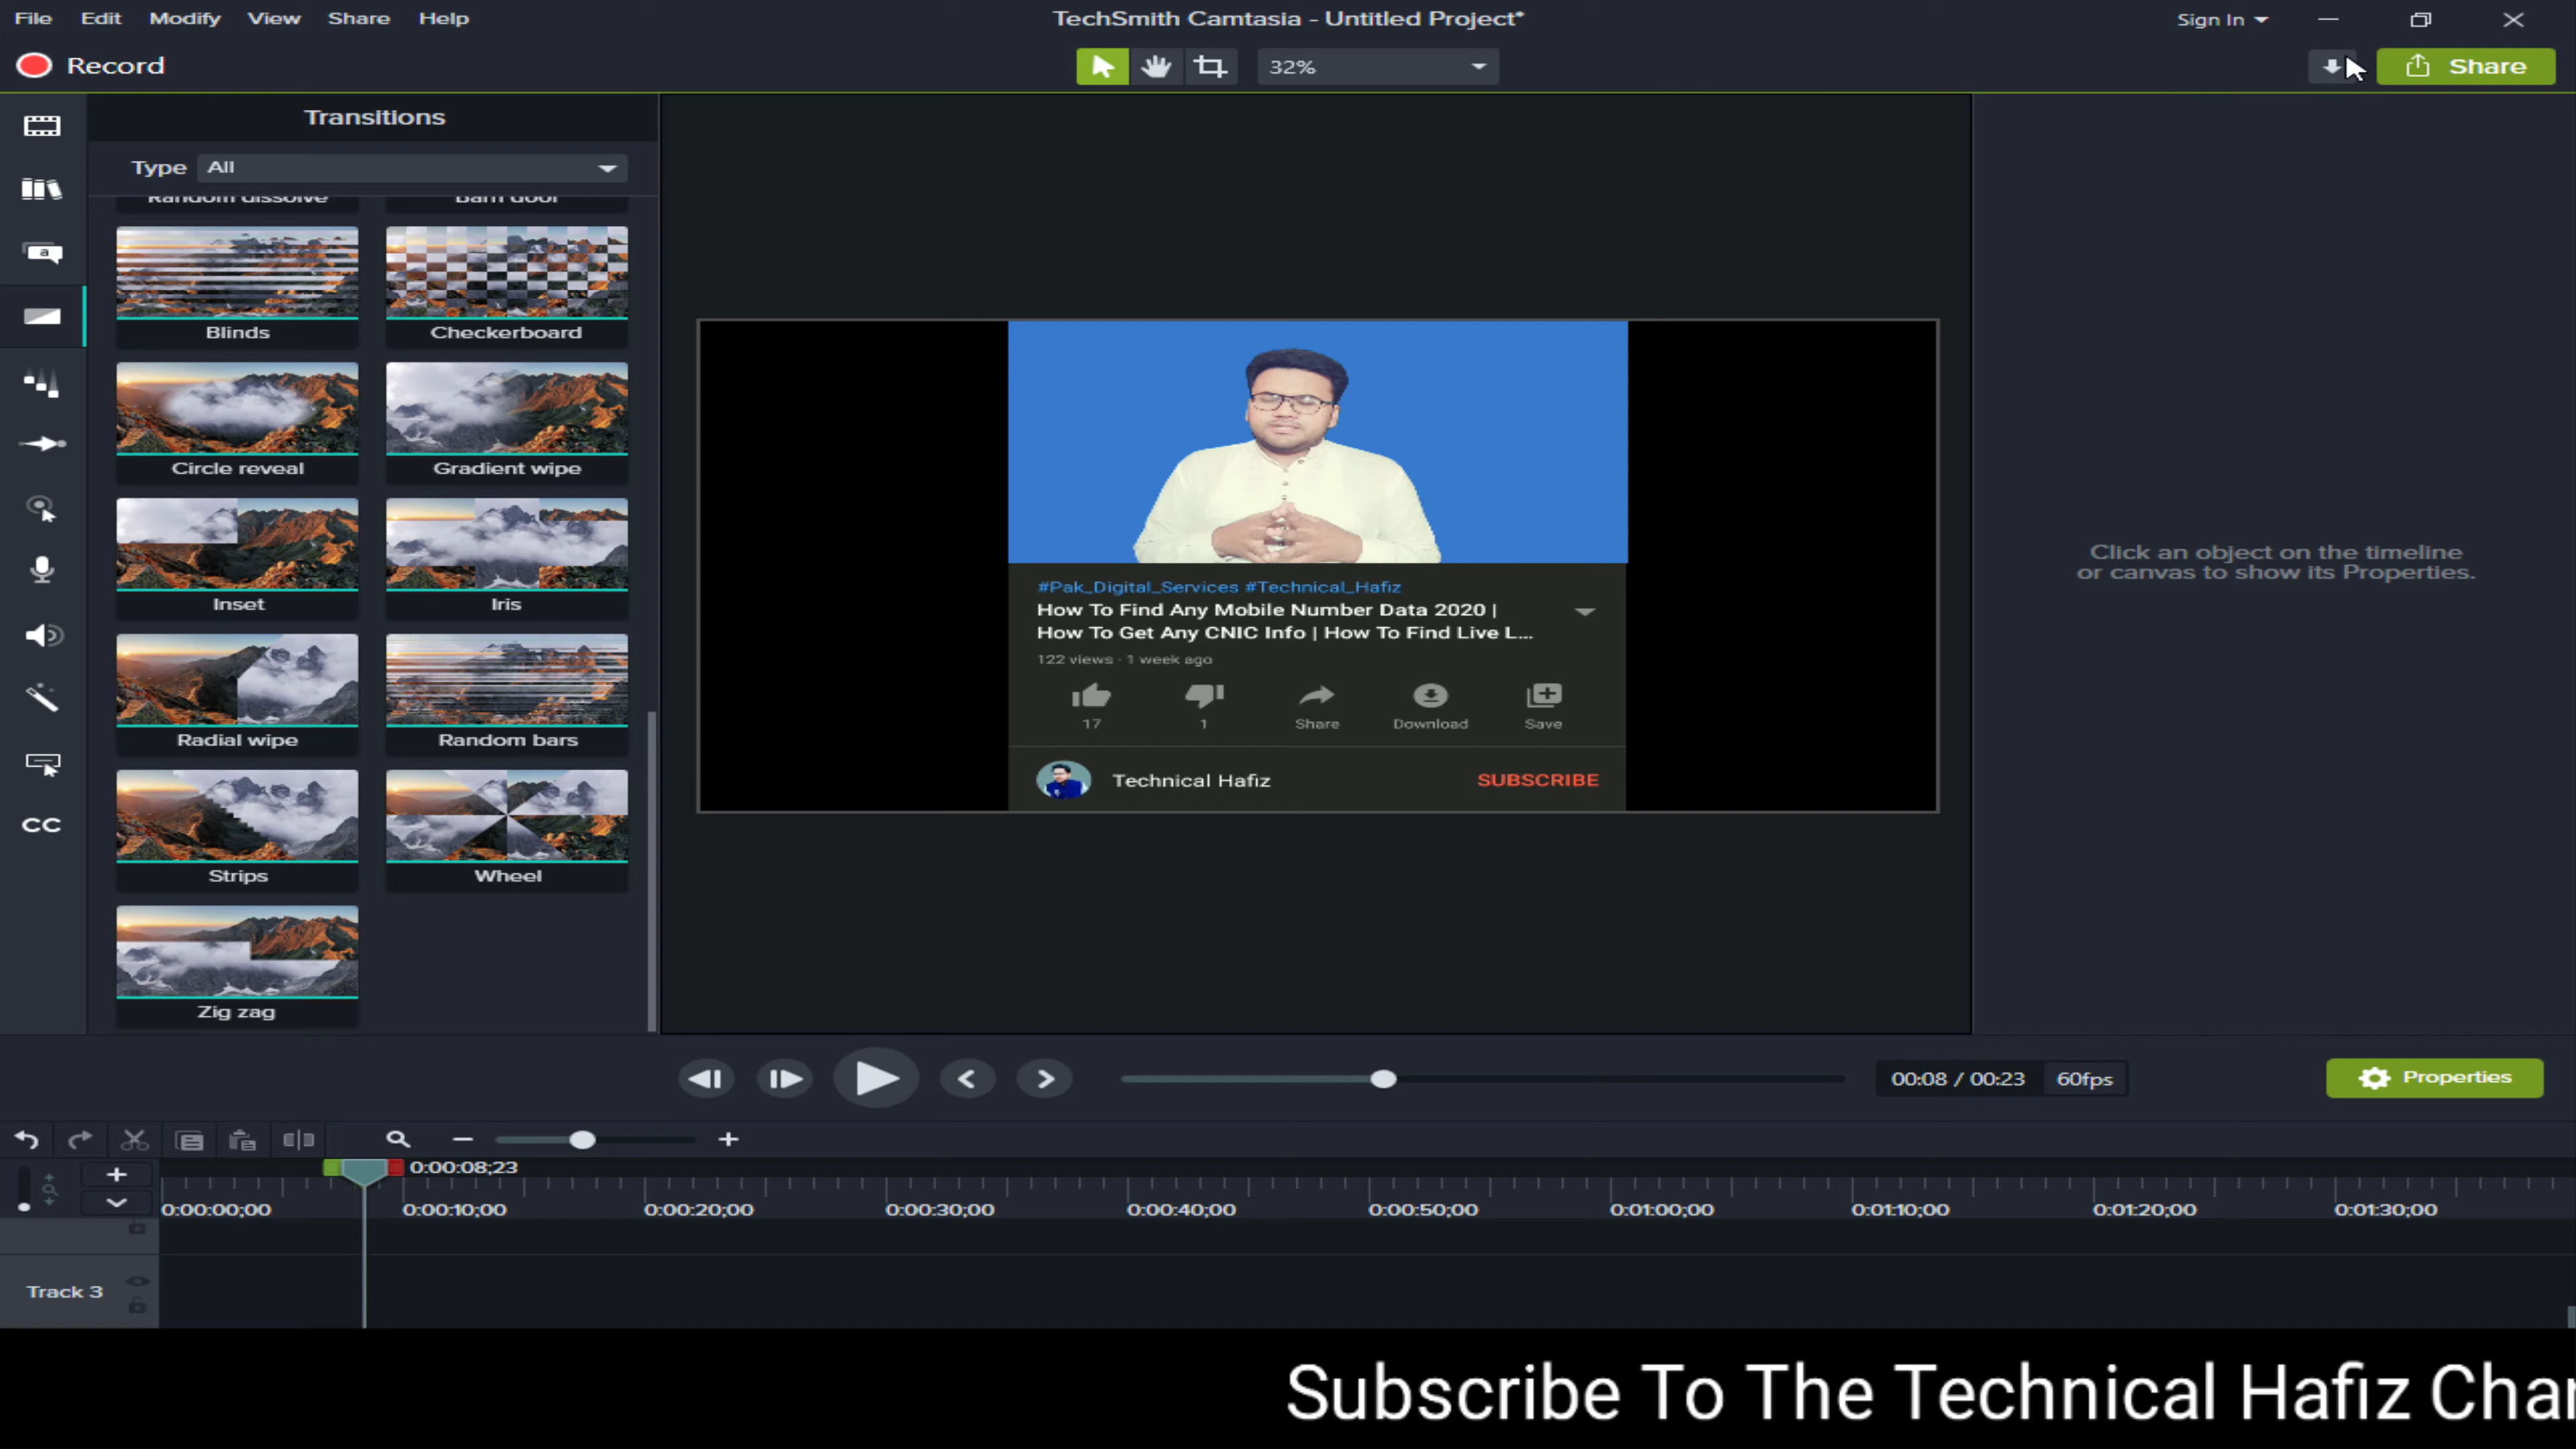 File Edit Modify View Share Help
TechSmith Camtasia - Untitled Project*
Sign In
Record
32%
Share
Transitions
Type All
Random dissolve Barn door
Blinds Checkerboard
Circle reveal Gradient wipe
Inset Iris
Radial wipe Random bars
Strips Wheel
Zig zag
#Pak_Digital_Services #Technical_Hafiz
How To Find Any Mobile Number Data 2020 |
How To Get Any CNIC Info | How To Find Live L...
122 views · 1 week ago
17 1 Share Download Save
Technical Hafiz SUBSCRIBE
Click an object on the timeline
or canvas to show its Properties.
a
CC
00:08 / 00:23 60fps
Properties
0:00:08;23
0:00:00;00 0:00:10;00 0:00:20;00 0:00:30;00 0:00:40;00 0:00:50;00 0:01:00;00 0:01:10;00 0:01:20;00 0:01:30;00
Track 3
Subscribe To The Technical Hafiz Chan